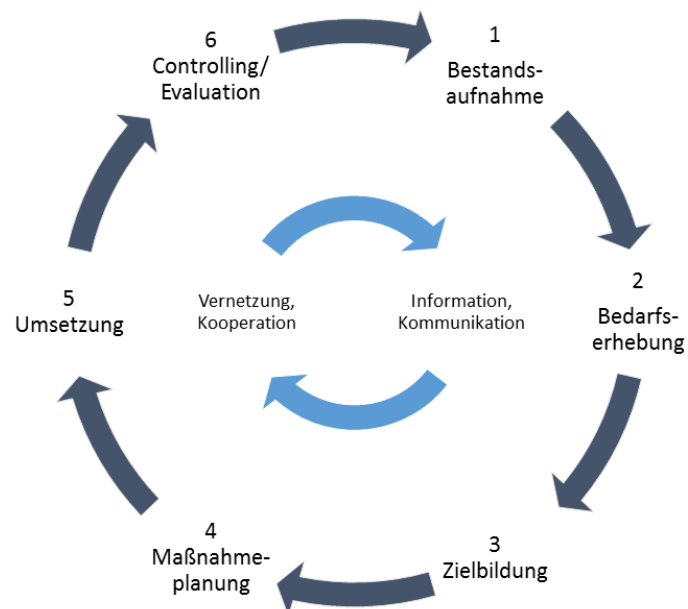 1
Bestands-
aufnahme
2
Bedarfs-
erhebung
3
Zielbildung
4
Maßnahme-
planung
5
Umsetzung
6
Controlling/
Evaluation
Vernetzung,
Kooperation
Information,
Kommunikation